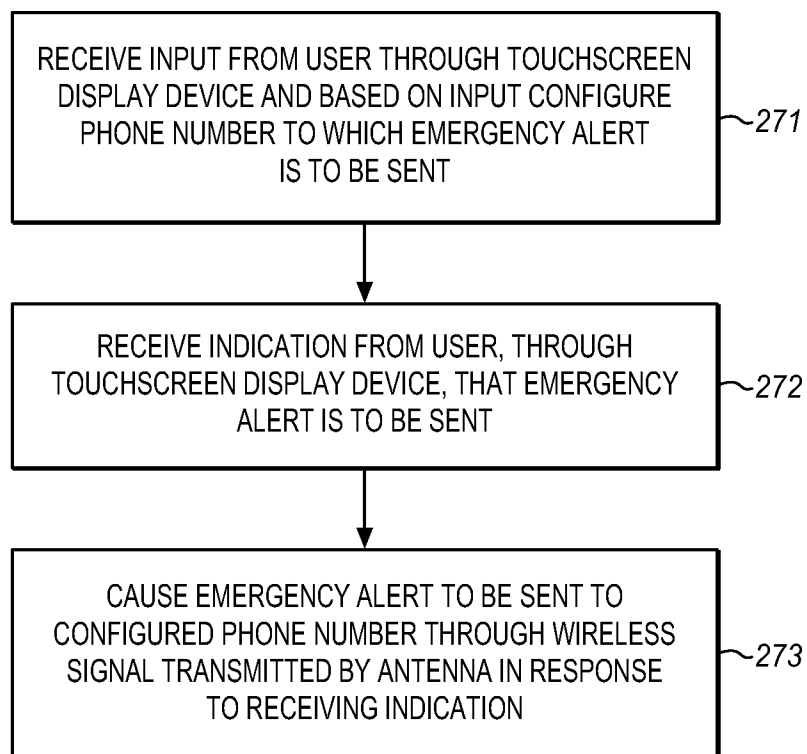 RECEIVE INPUT FROM USER THROUGH TOUCHSCREEN
DISPLAY DEVICE AND BASED ON INPUT CONFIGURE
PHONE NUMBER TO WHICH EMERGENCY ALERT
IS TO BE SENT
271
RECEIVE INDICATION FROM USER, THROUGH
TOUCHSCREEN DISPLAY DEVICE, THAT EMERGENCY
ALERT IS TO BE SENT
272
CAUSE EMERGENCY ALERT TO BE SENT TO
CONFIGURED PHONE NUMBER THROUGH WIRELESS
SIGNAL TRANSMITTED BY ANTENNA IN RESPONSE
TO RECEIVING INDICATION
273